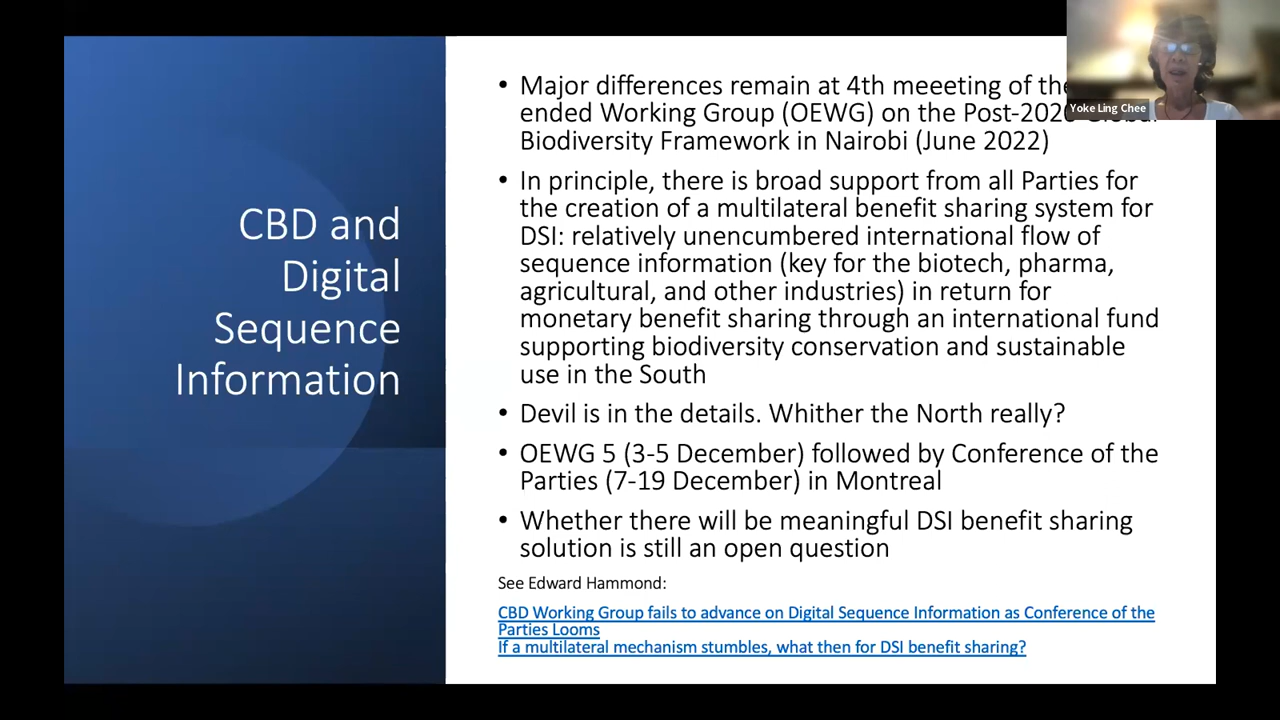 CBD and
Digital
Sequence
Information
• Major differences remain at 4th meeeting of the
ended Working Group (OEWG) on the Post-2020 Global
Biodiversity Framework in Nairobi (June 2022)
• In principle, there is broad support from all Parties for
the creation of a multilateral benefit sharing system for
DSI: relatively unencumbered international flow of
sequence information (key for the biotech, pharma,
agricultural, and other industries) in return for
monetary benefit sharing through an international fund
supporting biodiversity conservation and sustainable
use in the South
• Devil is in the details. Whither the North really?
• OEWG 5 (3-5 December) followed by Conference of the
Parties (7-19 December) in Montreal
• Whether there will be meaningful DSI benefit sharing
solution is still an open question
See Edward Hammond:
CBD Working Group fails to advance on Digital Sequence Information as Conference of the
Parties Looms
If a multilateral mechanism stumbles, what then for DSI benefit sharing?
Yoke Ling Chee